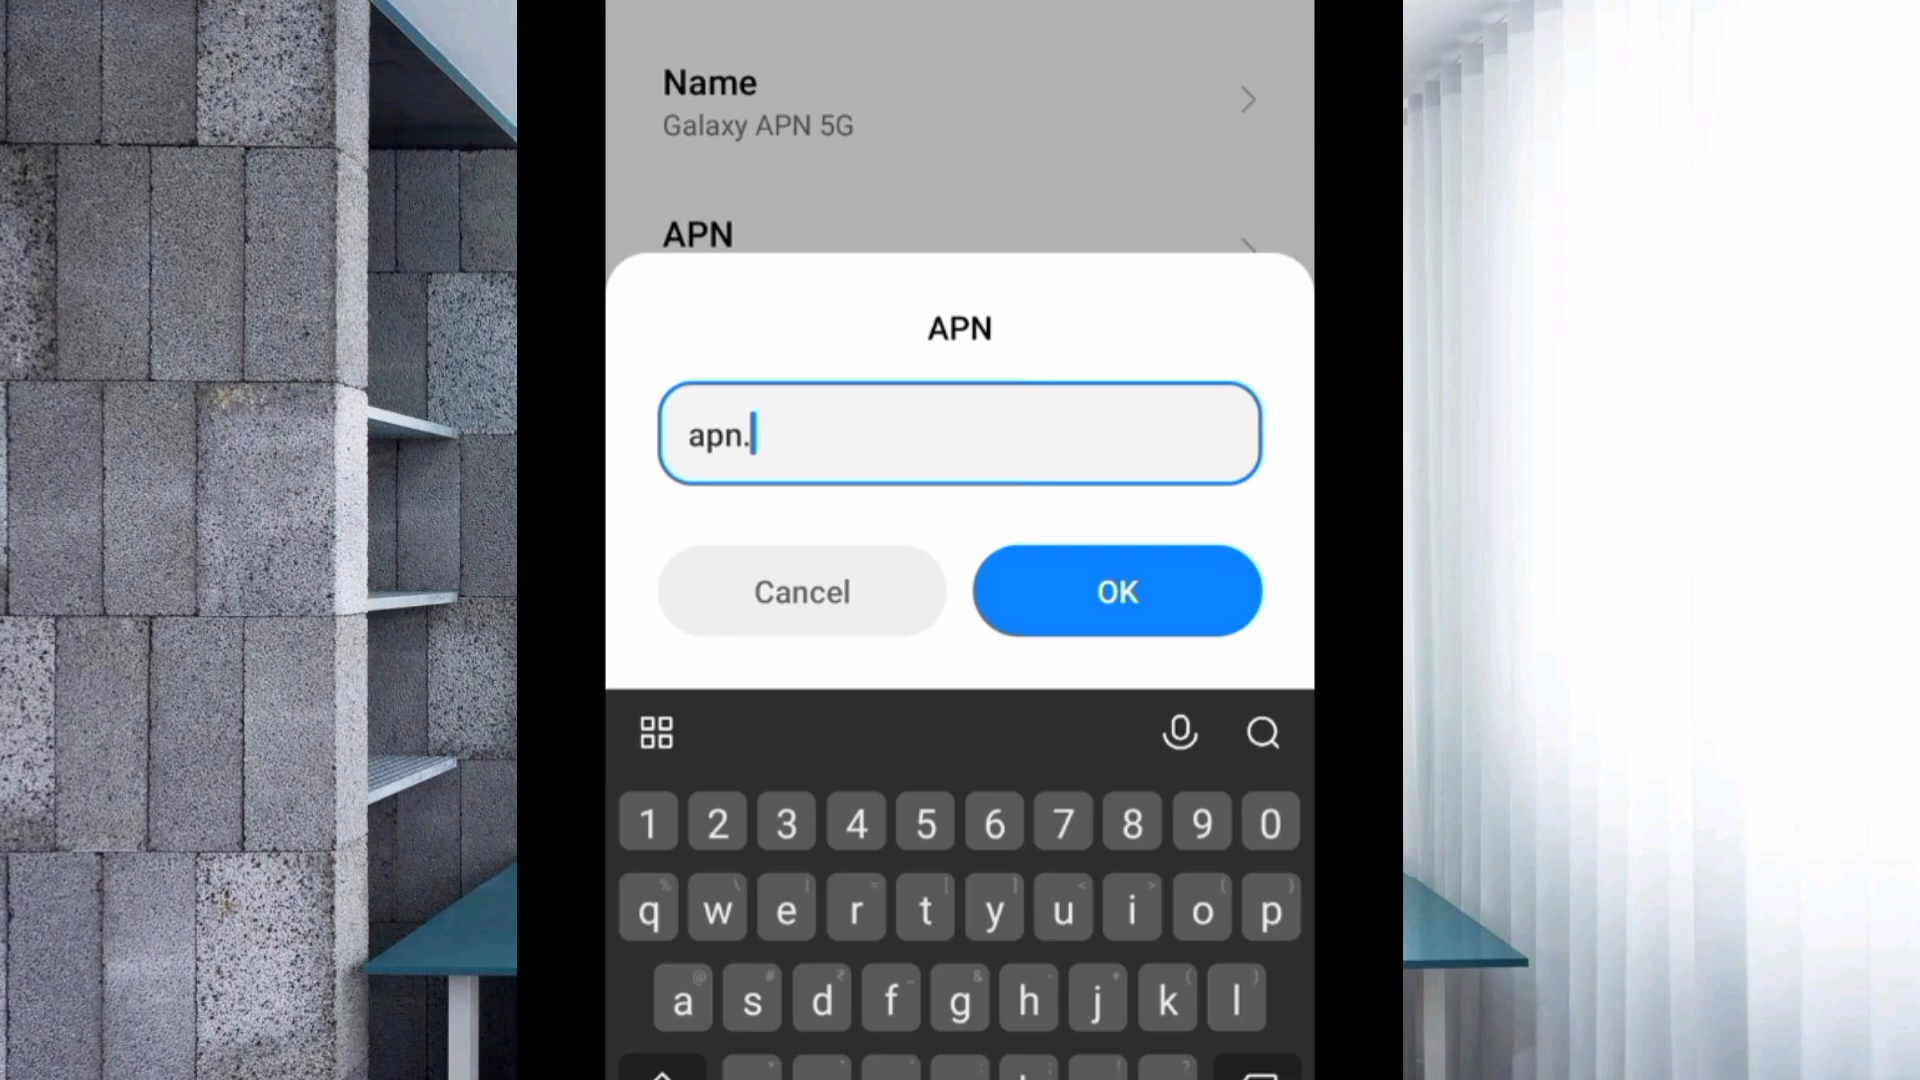 Name
Galaxy APN 5G
APN
APN
apn.
Cancel
OK
1 2 3 4 5 6 7 8 9 0
q w e r t y u i o p
a s d f g h j k l